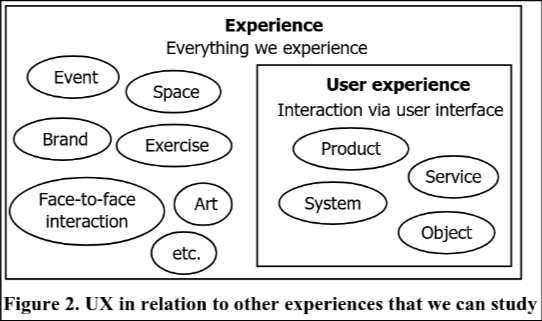 Experience
Everything we experience
Event
Space
Brand
Exercise
Face-to-face
interaction
Art
etc.
User experience
Interaction via user interface
Product
Service
System
Object
Figure 2. UX in relation to other experiences that we can study